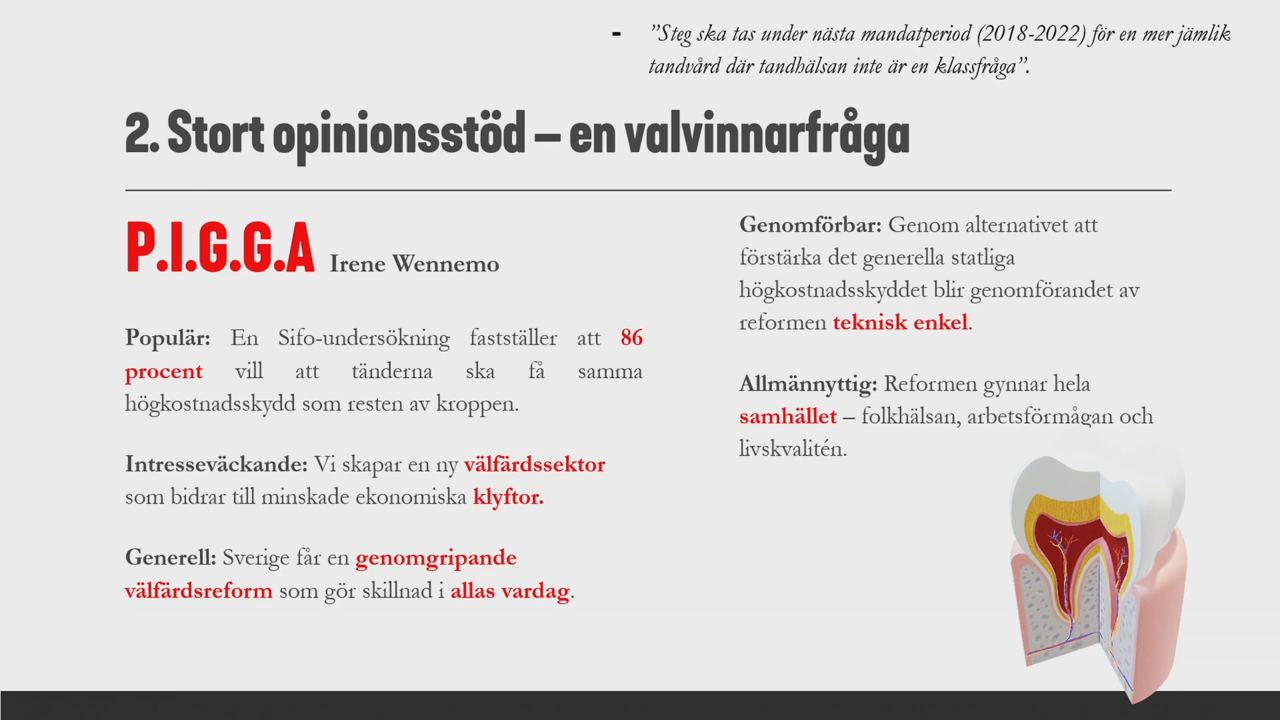 - ”Steg ska tas under nästa mandatperiod (2018-2022) för en mer jämlik
tandvård där tandhälsan inte är en klassfråga”.
2. Stort opinionsstöd – en valvinnarfråga
P.I.G.G.A Irene Wennemo
Populär: En Sifo-undersökning fastställer att 86
procent vill att tänderna ska få samma
högkostnadsskydd som resten av kroppen.
Intresseväckande: Vi skapar en ny välfärdssektor
som bidrar till minskade ekonomiska klyftor.
Generell: Sverige får en genomgripande
välfärdsreform som gör skillnad i allas vardag.
Genomförbar: Genom alternativet att
förstärka det generella statliga
högkostnadsskyddet blir genomförandet av
reformen teknisk enkel.
Allmännyttig: Reformen gynnar hela
samhället – folkhälsan, arbetsförmågan och
livskvalitén.